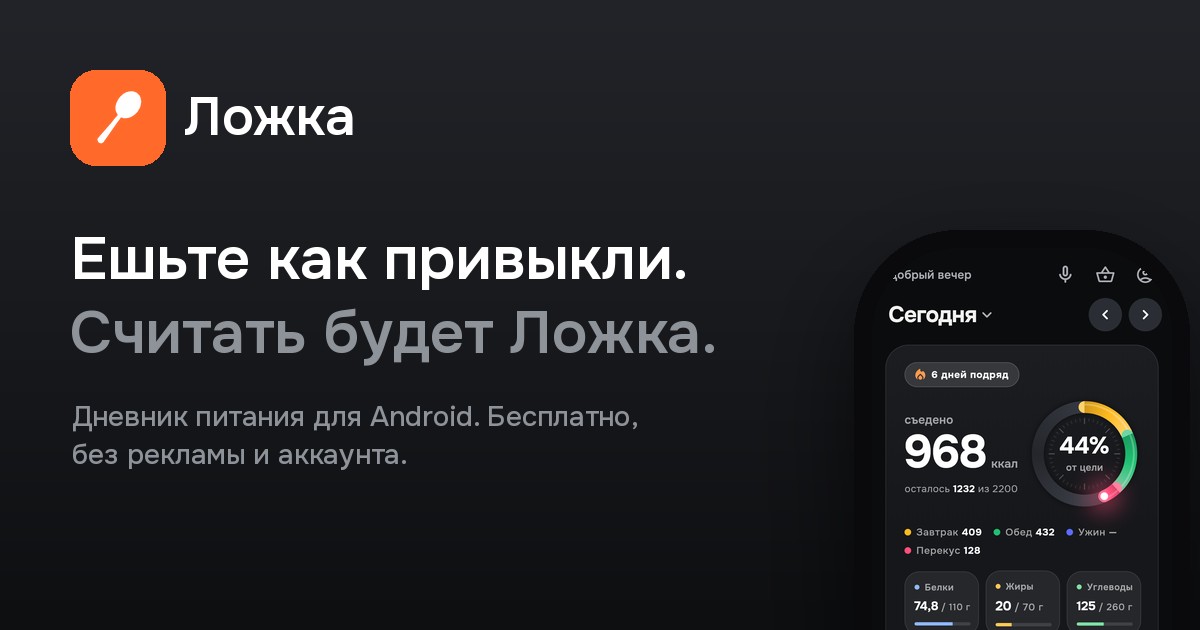 Ложка
Ешьте как привыкли.
Считать будет Ложка.
Дневник питания для Android. Бесплатно,
без рекламы и аккаунта.
добрый вечер
Сегодня
6 дней подряд
съедено
968 ккал
осталось 1232 из 2200
44%
от цели
Завтрак 409 Обед 432 Ужин —
Перекус 128
Белки
74,8 / 110 г
Жиры
20 / 70 г
Углеводы
125 / 260 г